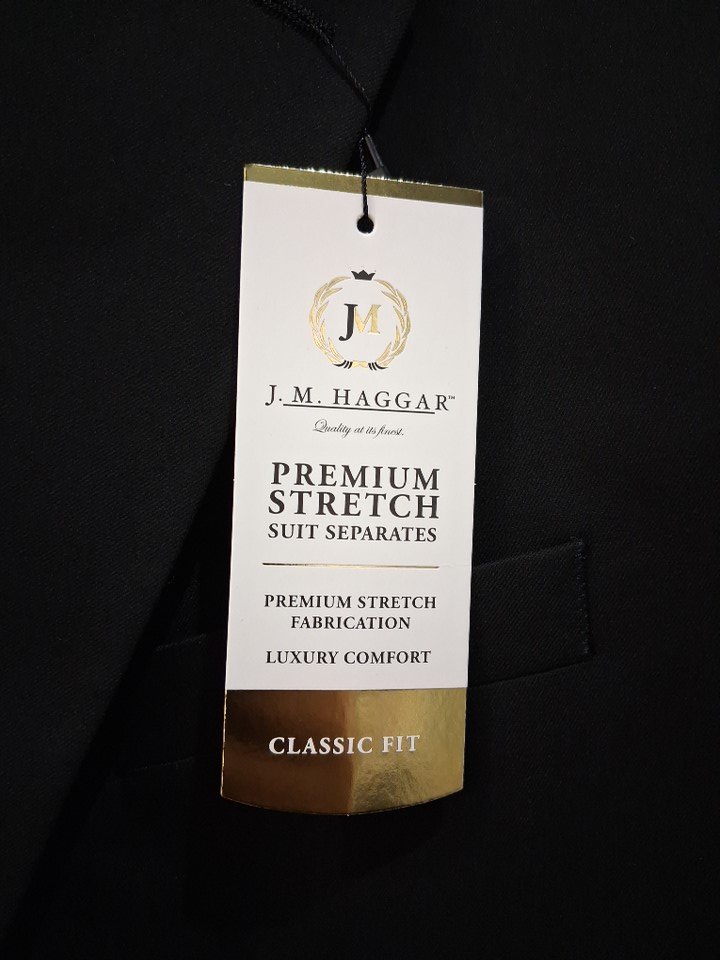 JM
J. M. HAGGAR™
Quality at its finest.
PREMIUM
STRETCH
SUIT SEPARATES
PREMIUM STRETCH
FABRICATION
LUXURY COMFORT
CLASSIC FIT